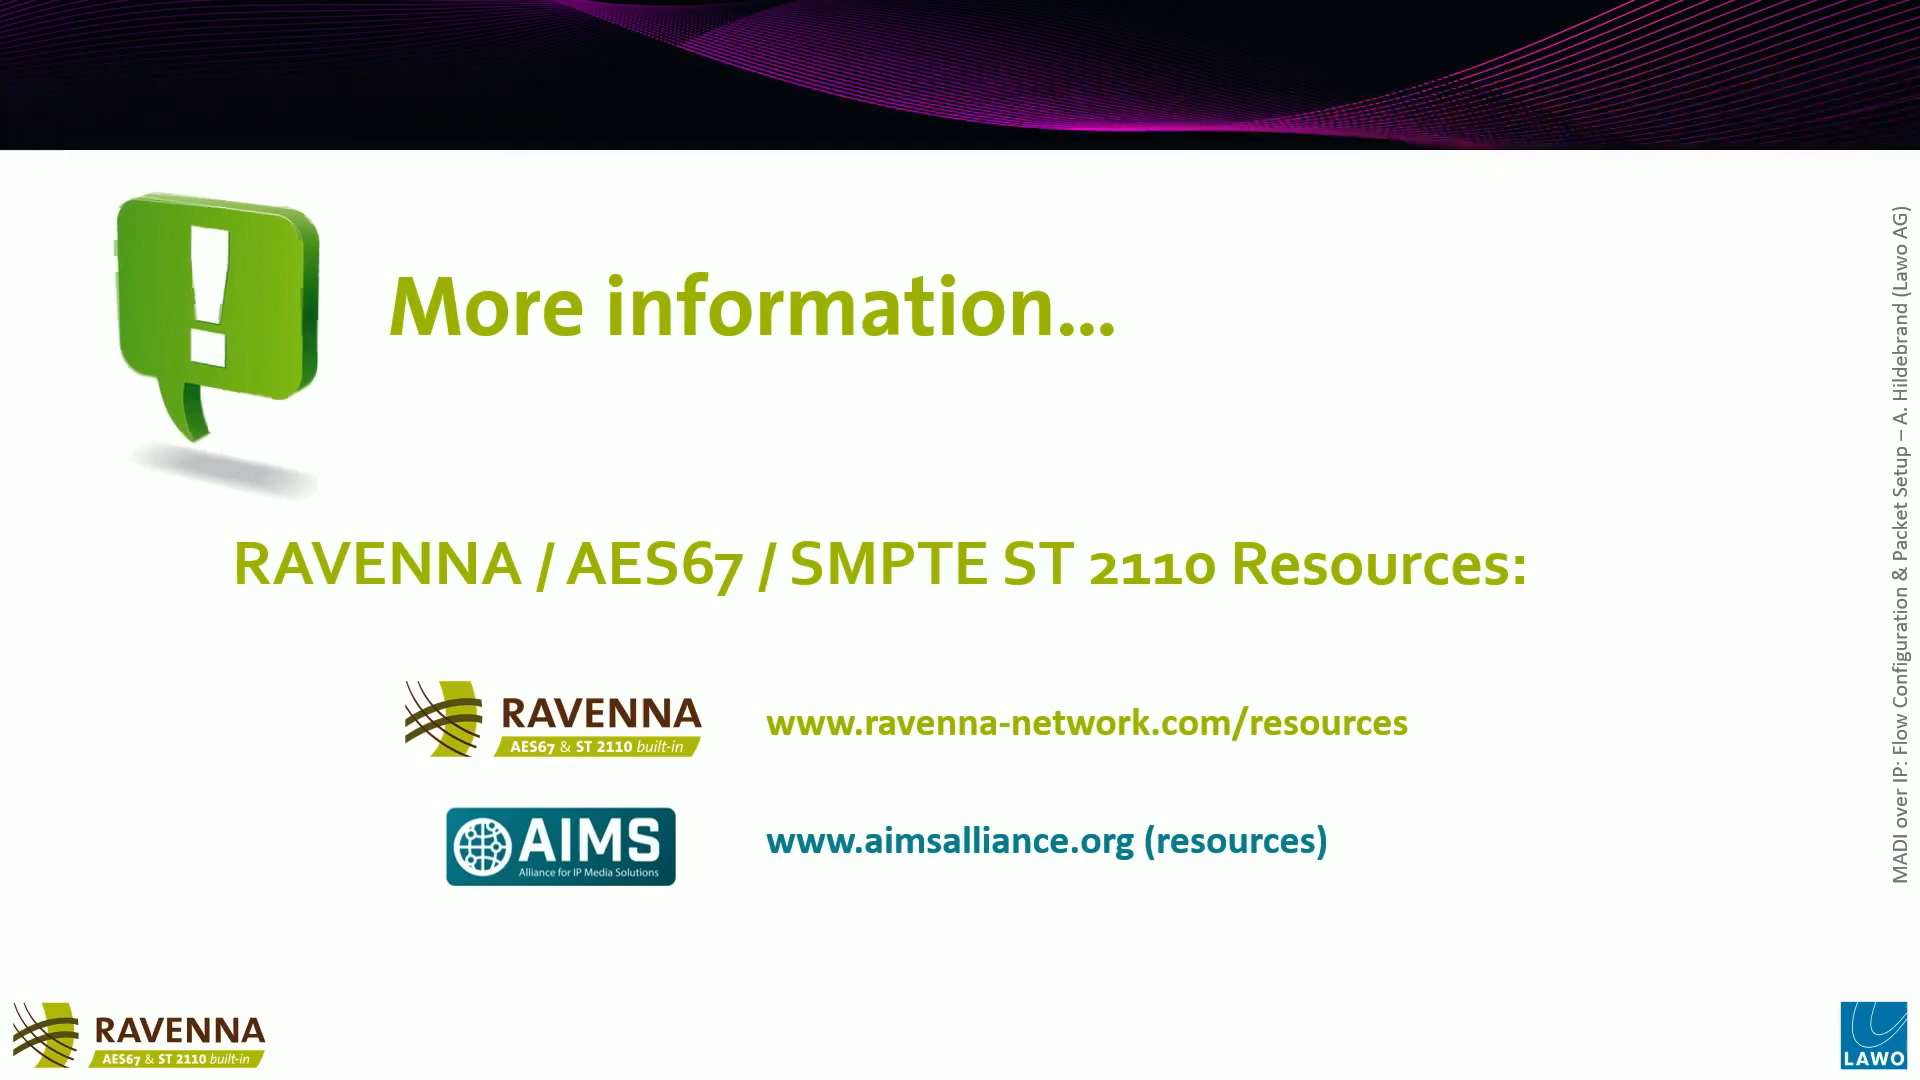 More information...
RAVENNA / AES67 / SMPTE ST 2110 Resources:
RAVENNA
AES67 & ST 2110 built-in
www.ravenna-network.com/resources
AIMS
Alliance for IP Media Solutions
www.aimsalliance.org (resources)
MADI over IP: Flow Configuration & Packet Setup – A. Hildebrand (Lawo AG)
RAVENNA
AES67 & ST 2110 built-in
LAWO